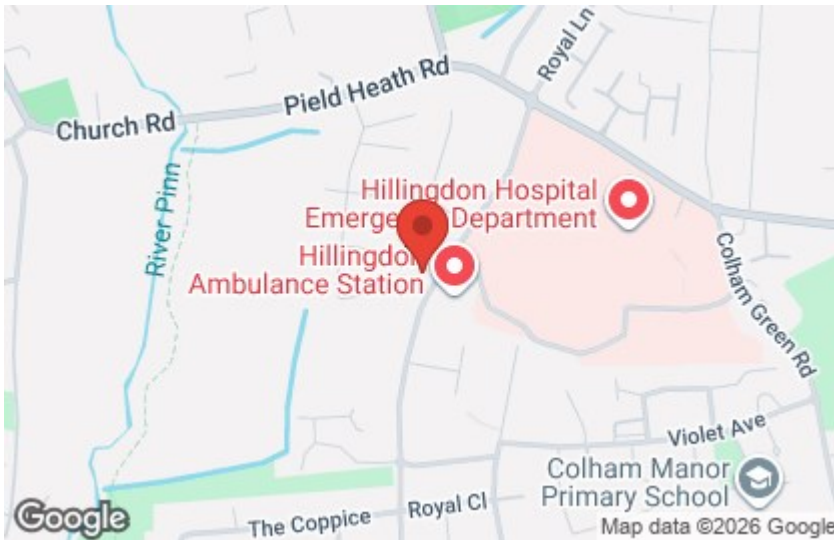 Royal Ln
Pield Heath Rd
Church Rd
River Pinn
Hillingdon Hospital
Emerge Department
Hillingdon
Ambulance Station
Colham Green Rd
Violet Ave
Colham Manor
Primary School
Royal Cl
The Coppice
Google
Map data ©2026 Google